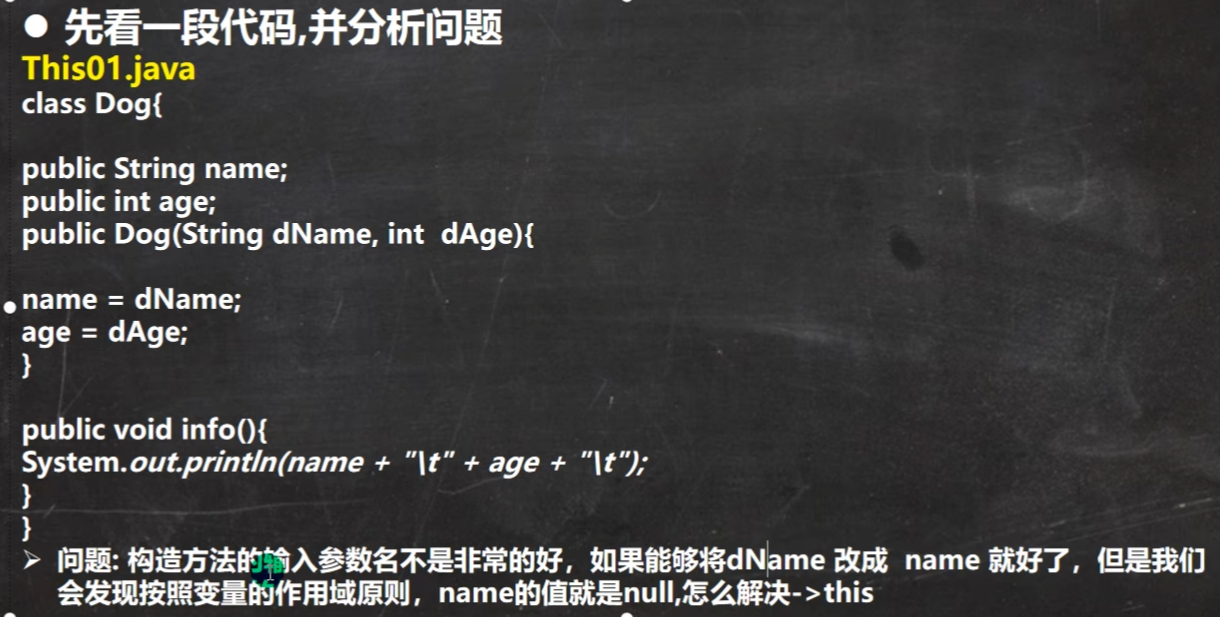 ● 先看一段代码,并分析问题
This01.java
class Dog{
public String name;
public int age;
public Dog(String dName, int  dAge){
name = dName;
age = dAge;
}
public void info(){
System.out.println(name + "\t" + age + "\t");
}
}
➢ 问题: 构造方法的输入参数名不是非常的好，如果能够将dName 改成  name 就好了，但是我们
会发现按照变量的作用域原则，name的值就是null,怎么解决->this